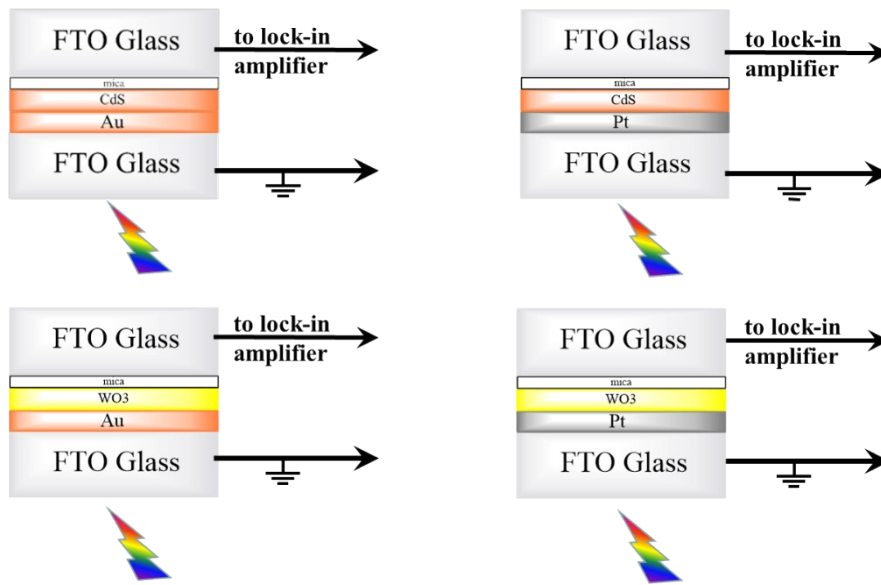 FTO Glass
to lock-in
amplifier
mica
CdS
Au
FTO Glass
FTO Glass
to lock-in
amplifier
mica
CdS
Pt
FTO Glass
FTO Glass
to lock-in
amplifier
mica
WO3
Au
FTO Glass
FTO Glass
to lock-in
amplifier
mica
WO3
Pt
FTO Glass